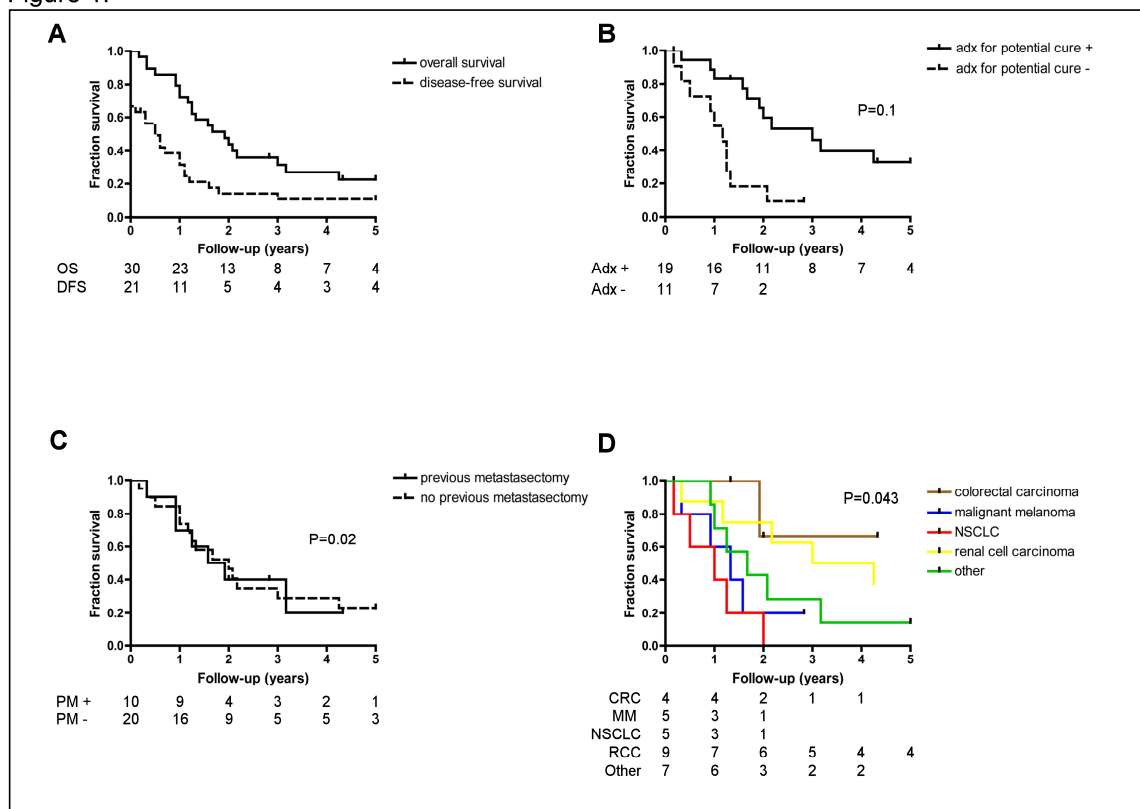 A
1.0
0.8
0.6
0.4
0.2
0.0
Fraction survival
0 1 2 3 4 5
Follow-up (years)
overall survival
disease-free survival
OS 30 23 13 8 7 4
DFS 21 11 5 4 3 4
B
1.0
0.8
0.6
0.4
0.2
0.0
Fraction survival
0 1 2 3 4 5
Follow-up (years)
adx for potential cure +
adx for potential cure -
P=0.1
Adx + 19 16 11 8 7 4
Adx - 11 7 2
C
1.0
0.8
0.6
0.4
0.2
0.0
Fraction survival
0 1 2 3 4 5
Follow-up (years)
previous metastasectomy
no previous metastasectomy
P=0.02
PM + 10 9 4 3 2 1
PM - 20 16 9 5 5 3
D
1.0
0.8
0.6
0.4
0.2
0.0
Fraction survival
0 1 2 3 4 5
Follow-up (years)
P=0.043
colorectal carcinoma
malignant melanoma
NSCLC
renal cell carcinoma
other
CRC 4 4 2 1 1
MM 5 3 1
NSCLC 5 3 1
RCC 9 7 6 5 4 4
Other 7 6 3 2 2